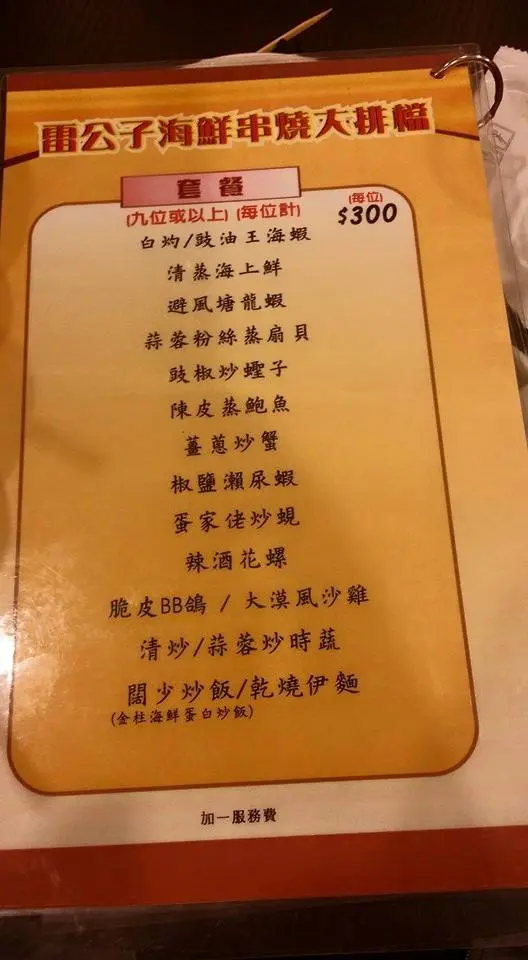 雷公子海鮮串燒大排檔
套餐
(九位或以上) (每位計)
(每位)
$300
白灼/豉油王海蝦
清蒸海上鮮
避風塘龍蝦
蒜蓉粉絲蒸扇貝
豉椒炒蟶子
陳皮蒸鮑魚
薑蔥炒蟹
椒鹽瀨尿蝦
蛋家佬炒蜆
辣酒花螺
脆皮BB鴿 / 大漠風沙雞
清炒/蒜蓉炒時蔬
闊少炒飯/乾燒伊麵
(金柱海鮮蛋白炒飯)
加一服務費